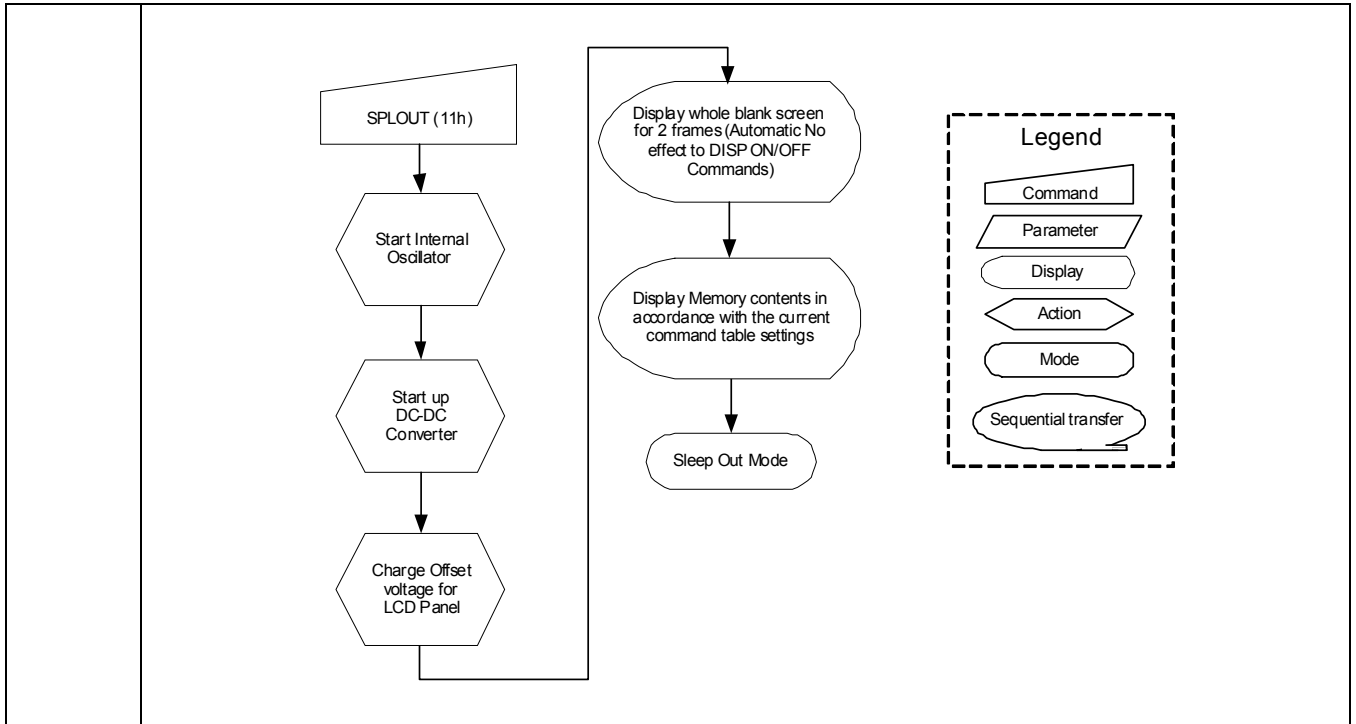 SPLOUT (11h)
Start Internal
Oscillator
Start up
DC-DC
Converter
Charge Offset
voltage for
LCD Panel
Display whole blank screen
for 2 frames (Automatic No
effect to DISP ON/OFF
Commands)
Display Memory contents in
accordance with the current
command table settings
Sleep Out Mode
Legend
Command
Parameter
Display
Action
Mode
Sequential transfer